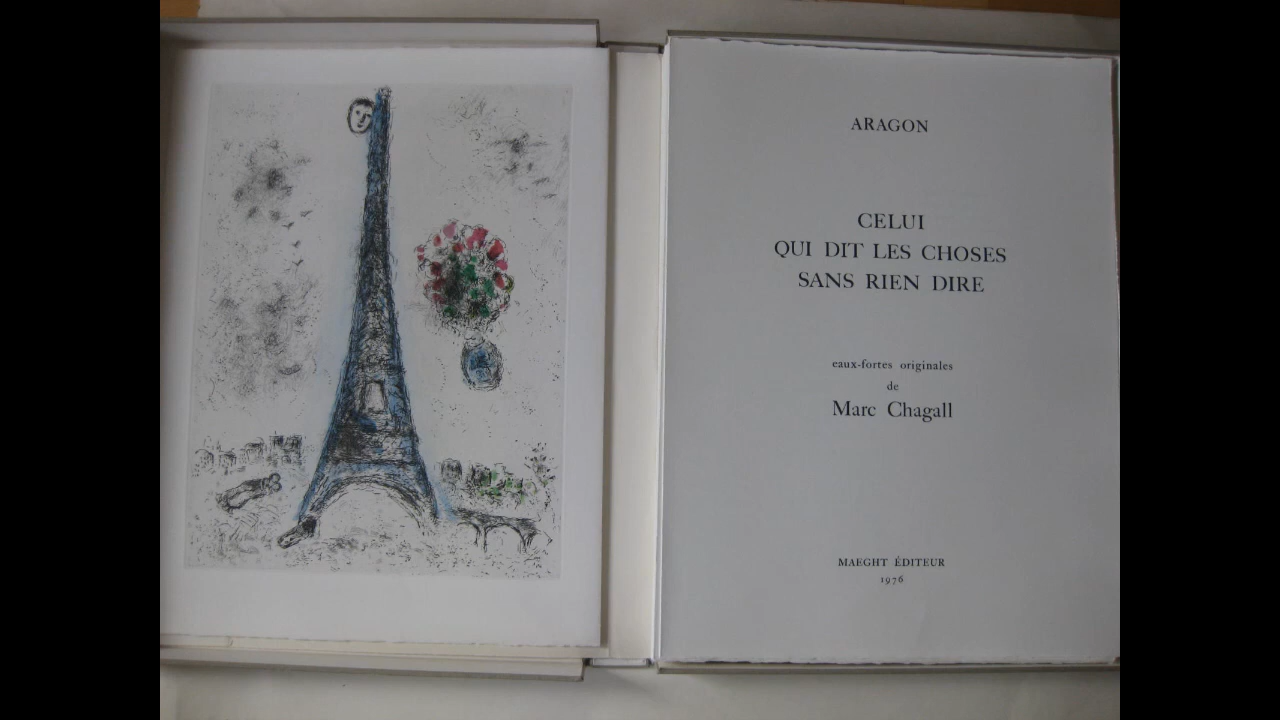 ARAGON
CELUI
QUI DIT LES CHOSES
SANS RIEN DIRE
eaux-fortes originales
de
Marc Chagall
MAEGHT ÉDITEUR
1976